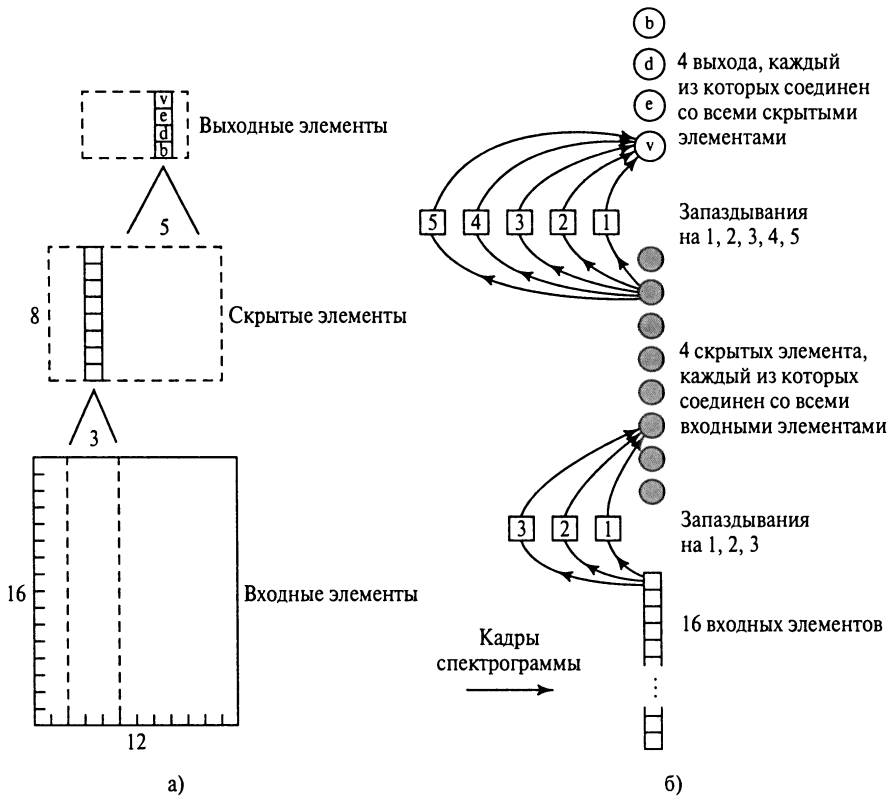 v
e
d
b
Выходные элементы
5
8
Скрытые элементы
3
16
Входные элементы
12
а)
b
d
e
v
4 выхода, каждый
из которых соединен
со всеми скрытыми
элементами
5 4 3 2 1
Запаздывания
на 1, 2, 3, 4, 5
4 скрытых элемента,
каждый из которых
соединен со всеми
входными элементами
3 2 1
Запаздывания
на 1, 2, 3
16 входных элементов
Кадры
спектрограммы
б)